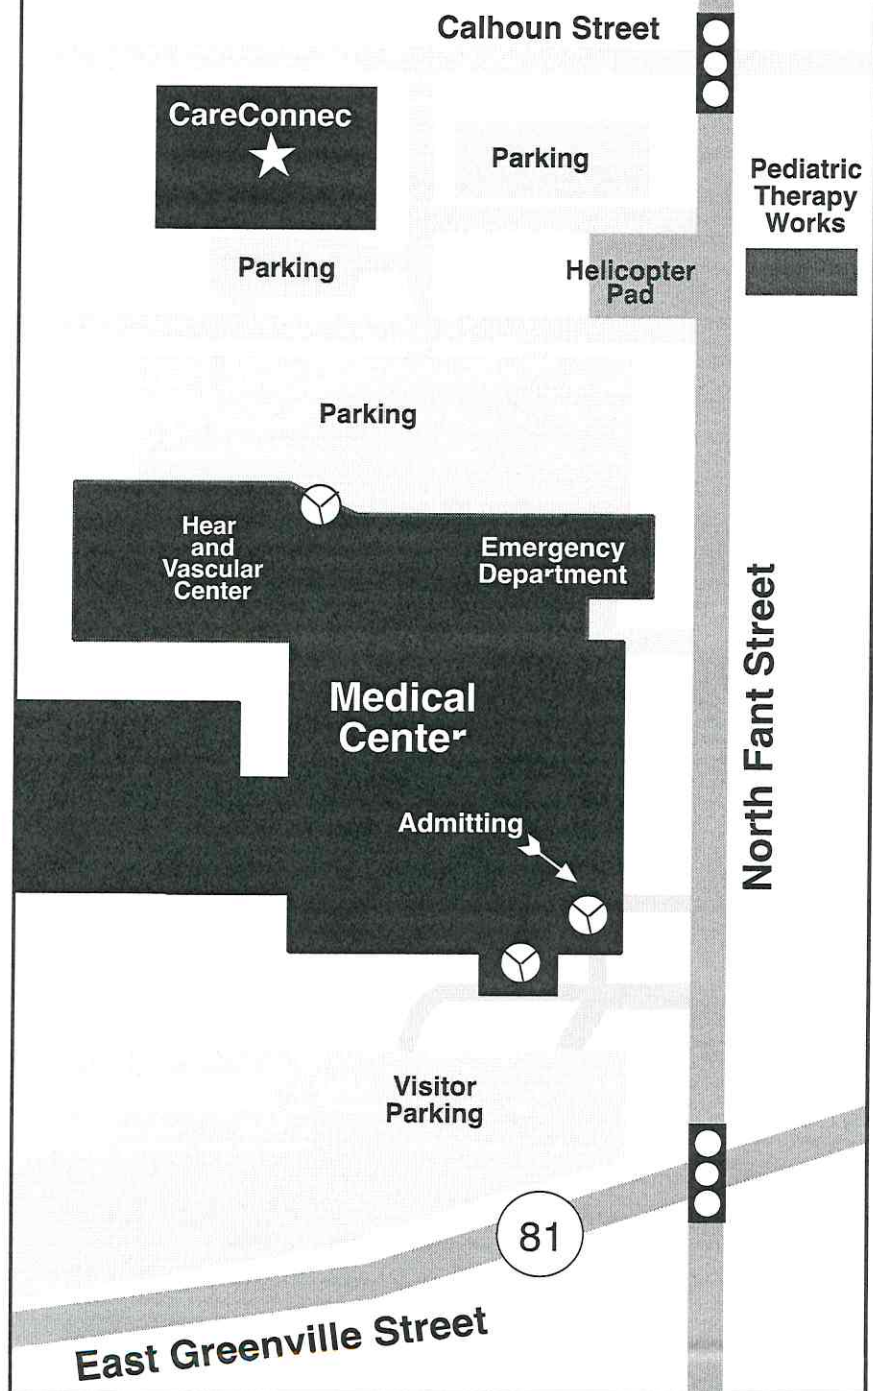 Calhoun Street
CareConnec
Parking
Pediatric
Therapy
Works
Parking
Helicopter
Pad
Parking
Hear
and
Vascular
Center
Emergency
Department
North Fant Street
Medical
Center
Admitting
Visitor
Parking
81
East Greenville Street